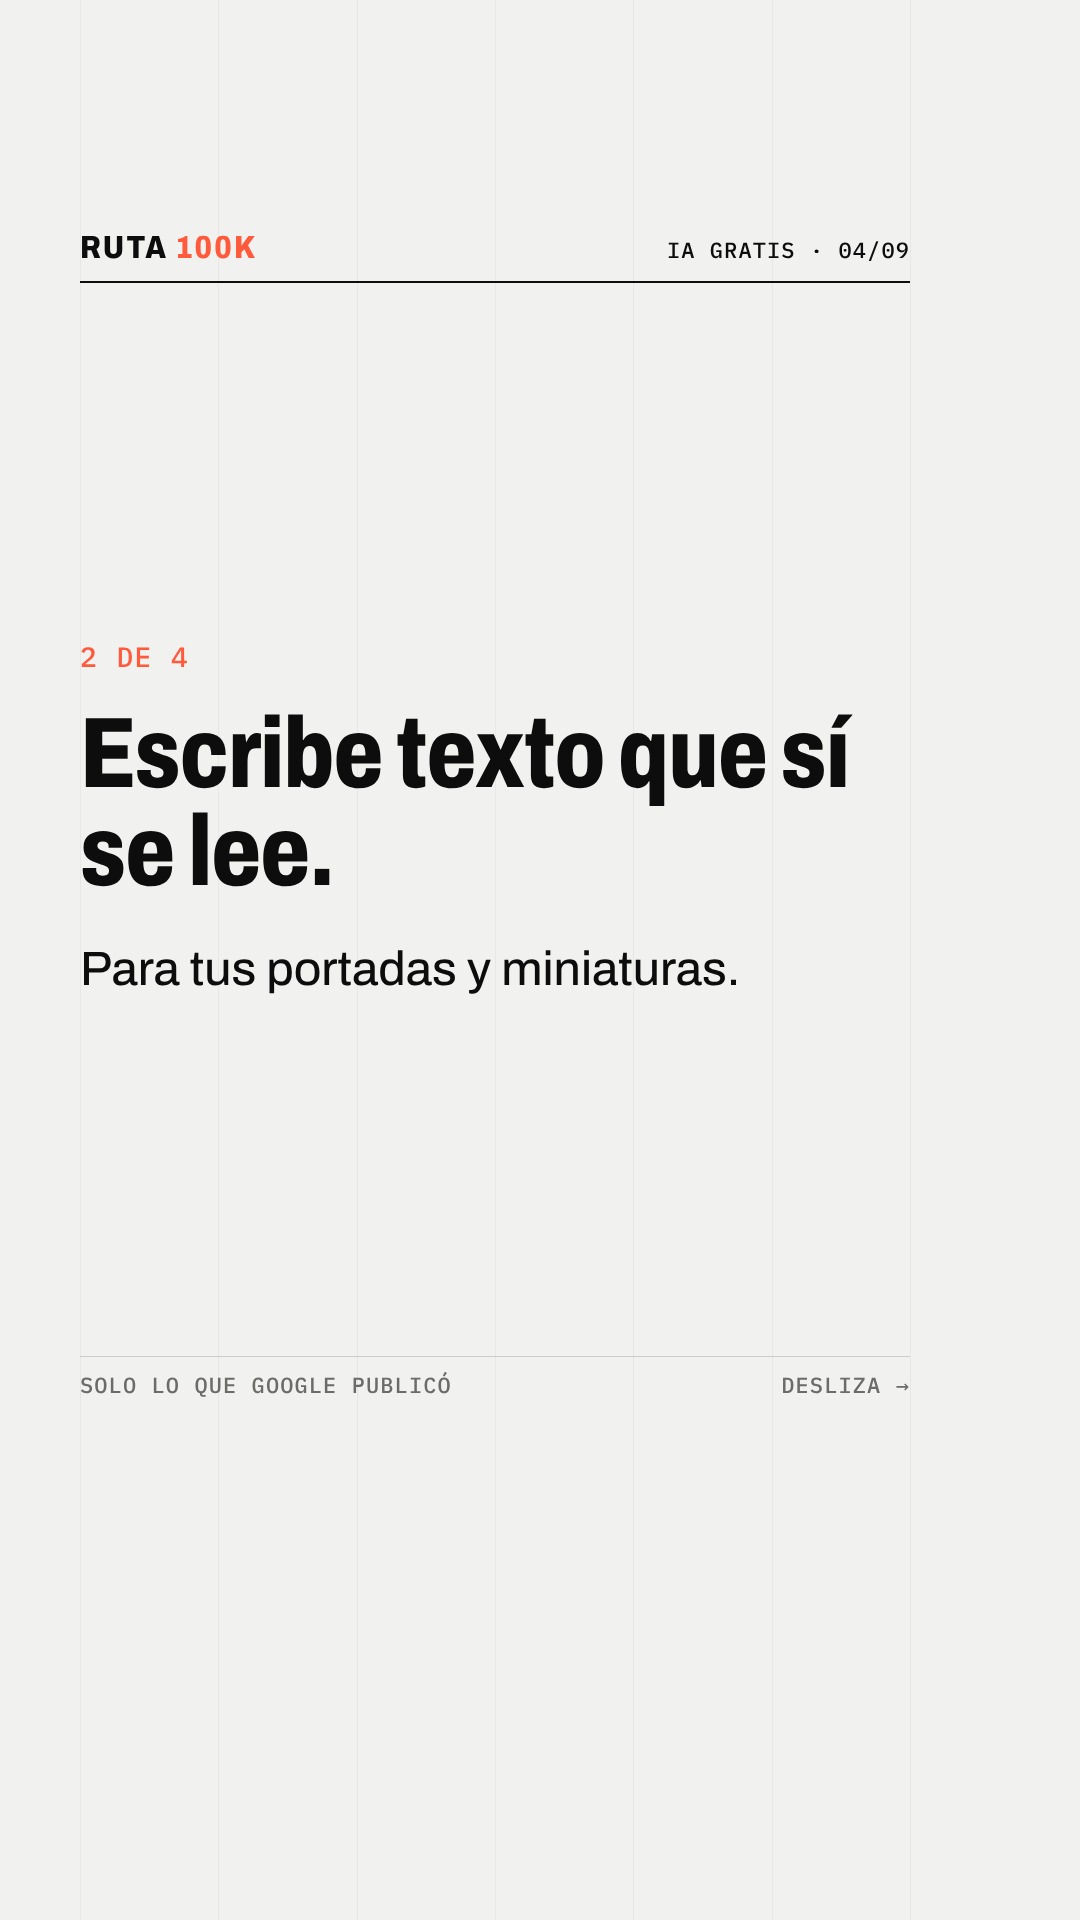 RUTA 100K
IA GRATIS · 04/09
2 DE 4
Escribe texto que sí
se lee.
Para tus portadas y miniaturas.
SOLO LO QUE GOOGLE PUBLICÓ
DESLIZA →